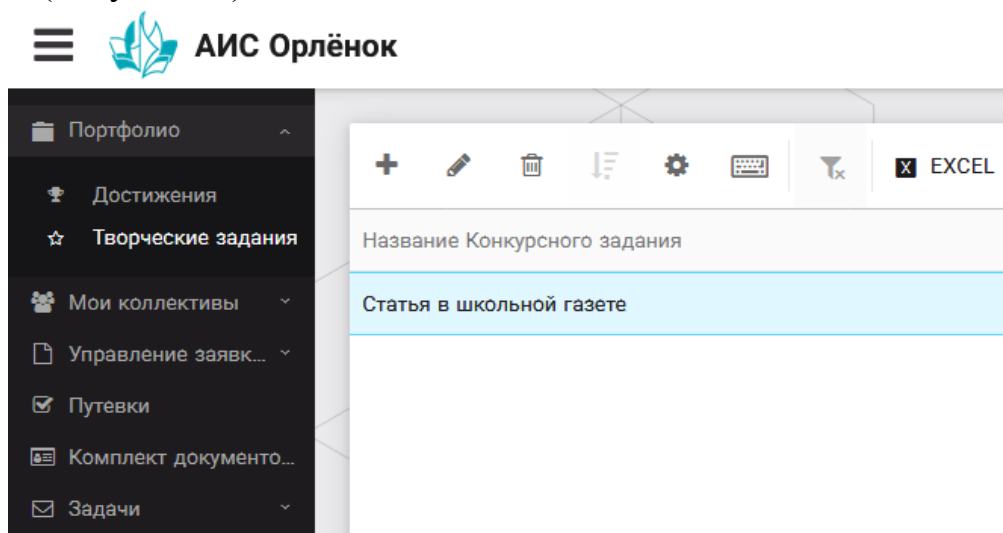 АИС Орлёнок
Портфолио
Достижения
Творческие задания
Мои коллективы
Управление заявк...
Путевки
Комплект документо...
Задачи
X EXCEL
Название Конкурсного задания
Статья в школьной газете